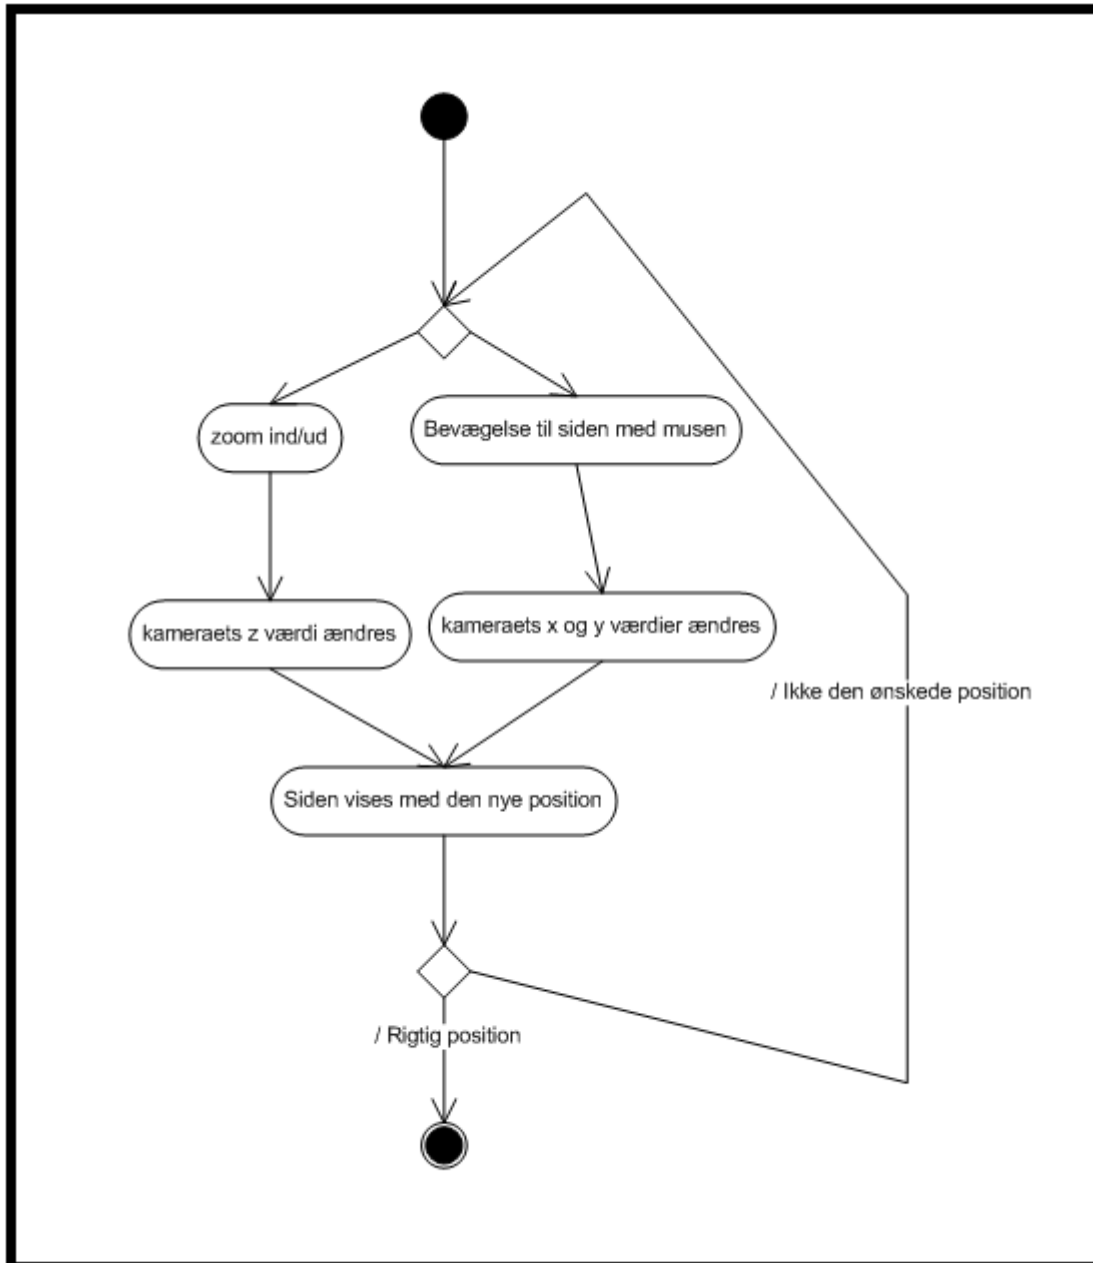 zoom ind/ud
Bevægelse til siden med musen
kameraets z værdi ændres
kameraets x og y værdier ændres
/ Ikke den ønskede position
Siden vises med den nye position
/ Rigtig position